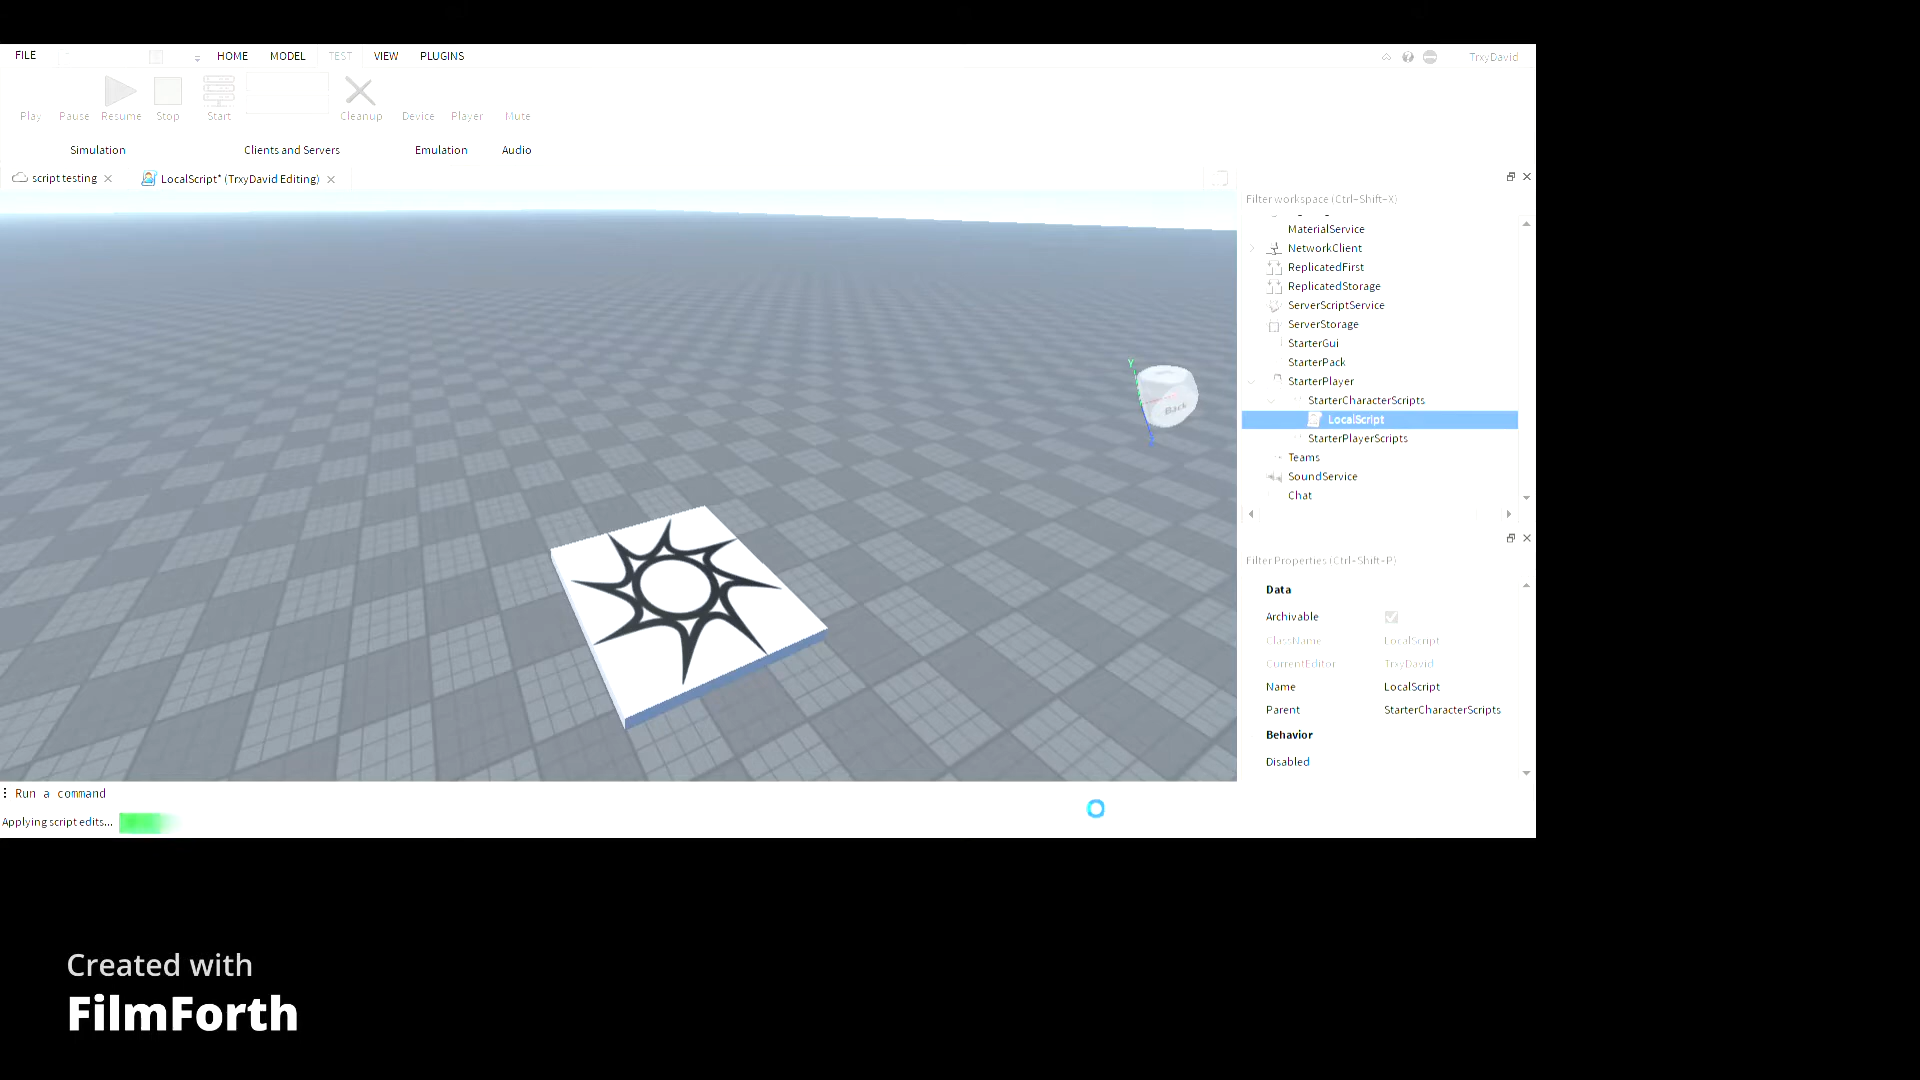 FILE
HOME MODEL TEST VIEW PLUGINS
TrxyDavid
Play Pause Resume Stop Start Cleanup Device Player Mute
Simulation Clients and Servers Emulation Audio
script testing LocalScript* (TrxyDavid Editing)
Filter workspace (Ctrl-Shift-X)
MaterialService
NetworkClient
ReplicatedFirst
ReplicatedStorage
ServerScriptService
ServerStorage
StarterGui
StarterPack
StarterPlayer
StarterCharacterScripts
LocalScript
StarterPlayerScripts
Teams
SoundService
Chat
Y
Back
Filter Properties (Ctrl-Shift-P)
Data
Archivable
ClassName LocalScript
CurrentEditor TrxyDavid
Name LocalScript
Parent StarterCharacterScripts
Behavior
Disabled
Run a command
Applying script edits...
Created with
FilmForth